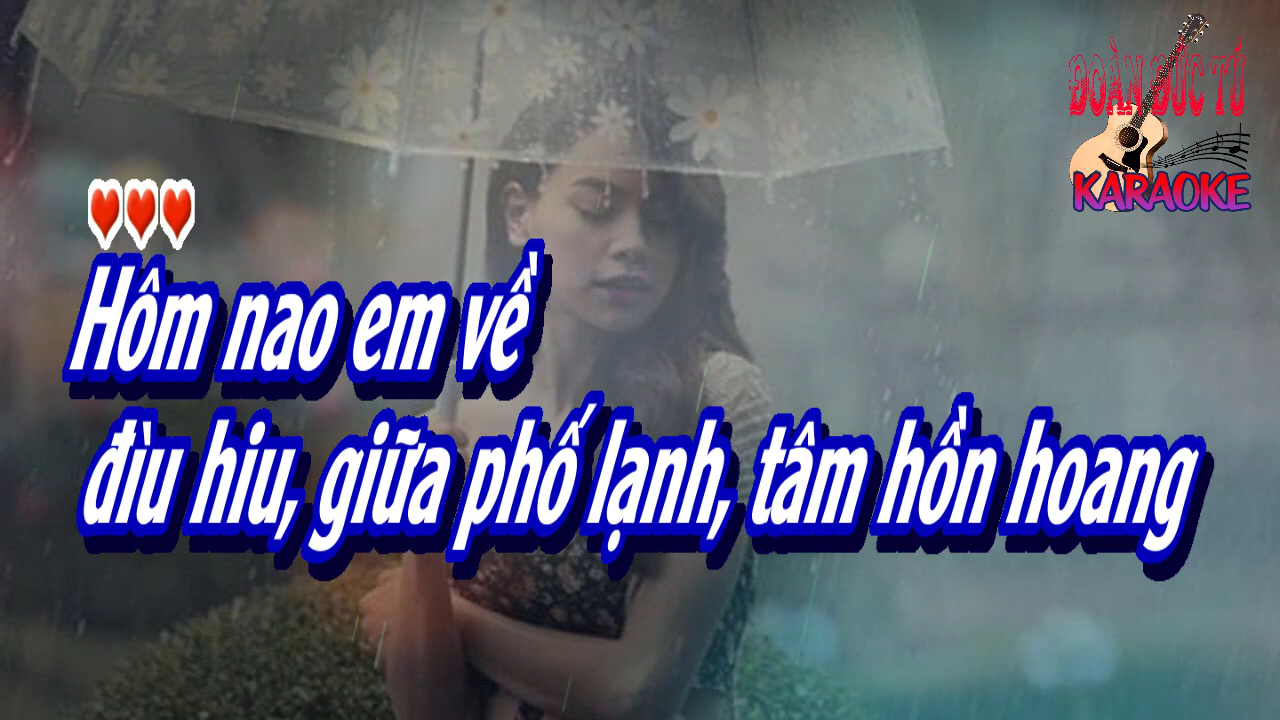 ĐOÀN ĐỨC TÚ
KARAOKE
Hôm nao em về
đìu hiu, giữa phố lạnh, tâm hồn hoang